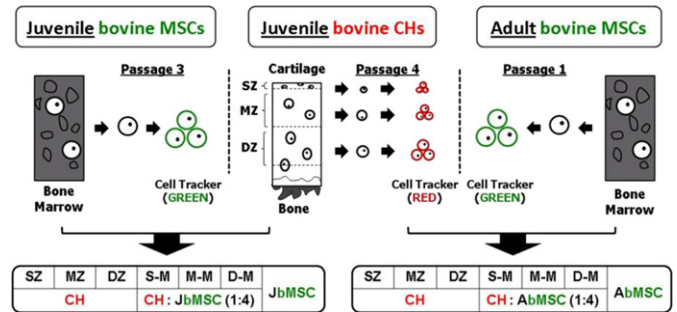 Juvenile bovine MSCs
Juvenile bovine CHs
Adult bovine MSCs
Passage 3
Cartilage
Passage 4
Passage 1
SZ
MZ
DZ
Bone
Marrow
Cell Tracker
(GREEN)
Bone
Cell Tracker
(RED)
Cell Tracker
(GREEN)
Bone
Marrow
SZ MZ DZ S-M M-M D-M JbMSC
CH CH : JbMSC (1:4)
SZ MZ DZ S-M M-M D-M AbMSC
CH CH : AbMSC (1:4)